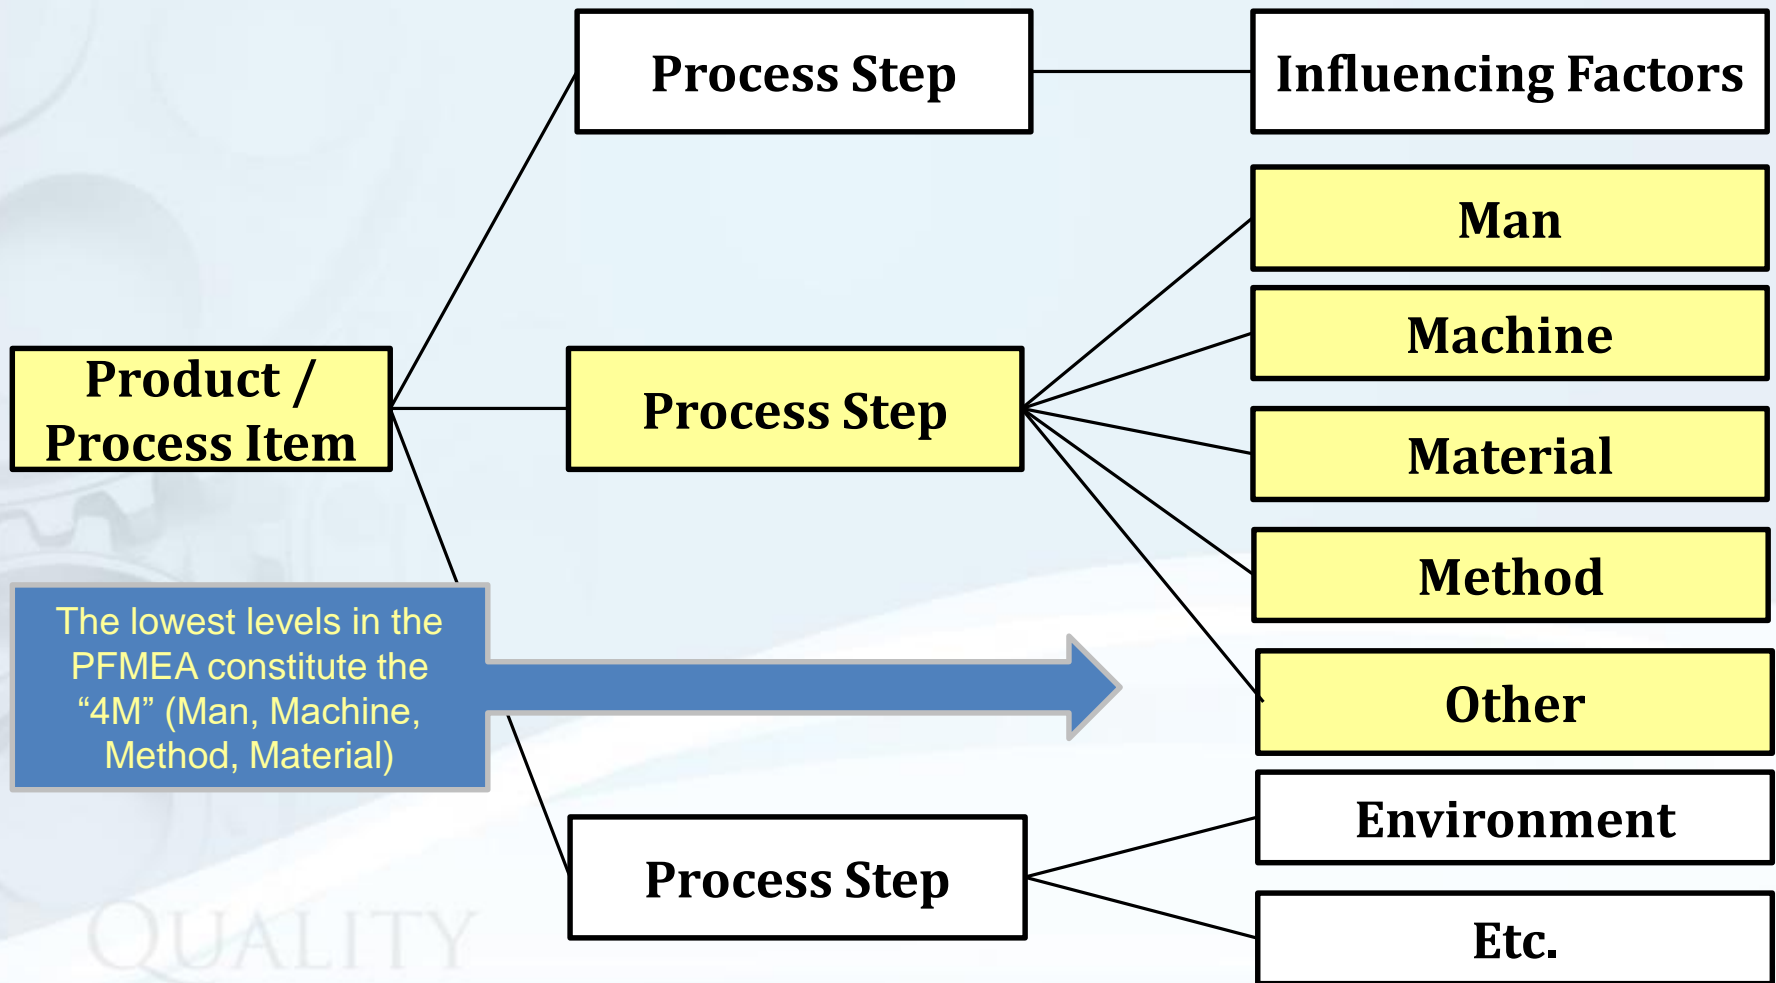 Process Step
Influencing Factors
Man
Machine
Product /
Process Item
Process Step
Material
Method
The lowest levels in the
PFMEA constitute the
“4M” (Man, Machine,
Method, Material)
Other
Environment
Process Step
Etc.
QUALITY